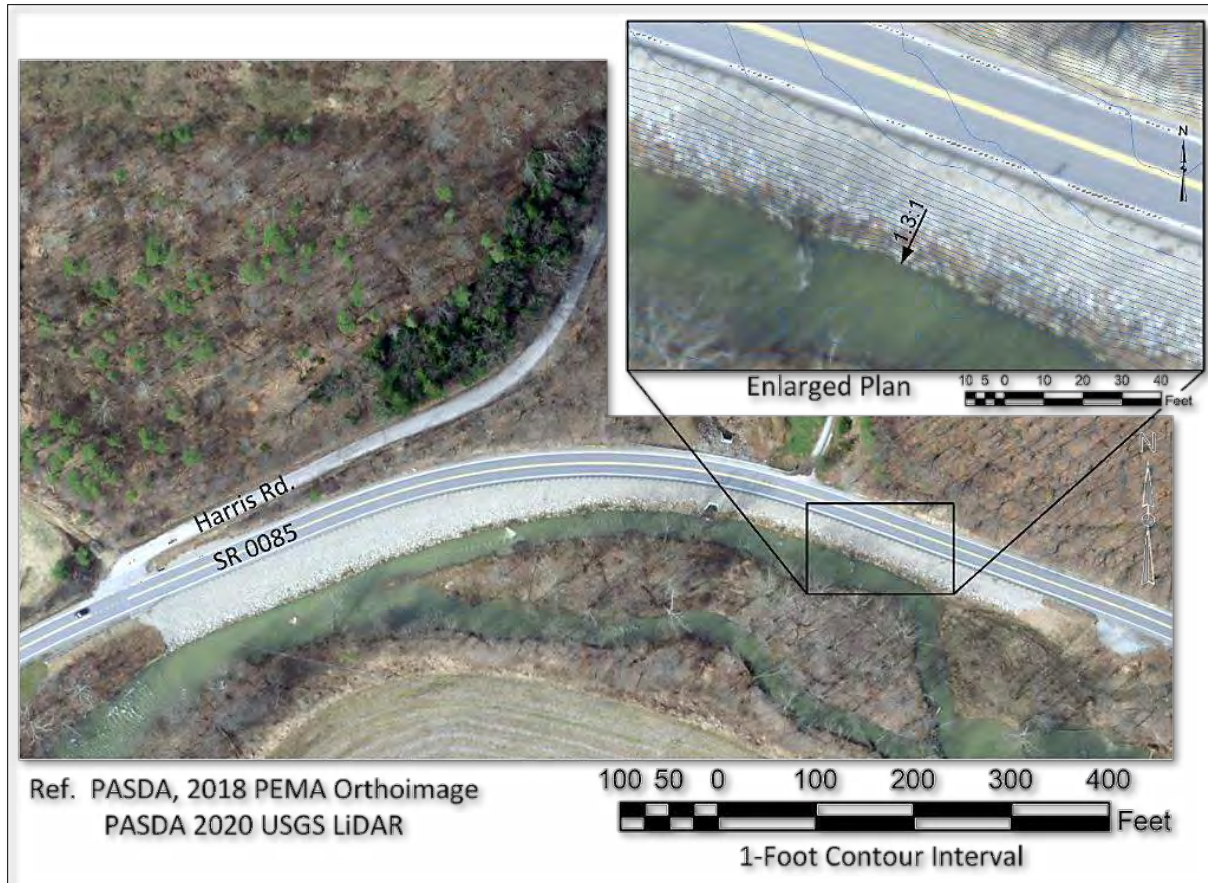 N
1.3:1
Enlarged Plan
10 5 0 10 20 30 40
Feet
N
Harris Rd.
SR 0085
Ref. PASDA, 2018 PEMA Orthoimage
PASDA 2020 USGS LiDAR
100 50 0 100 200 300 400
Feet
1-Foot Contour Interval